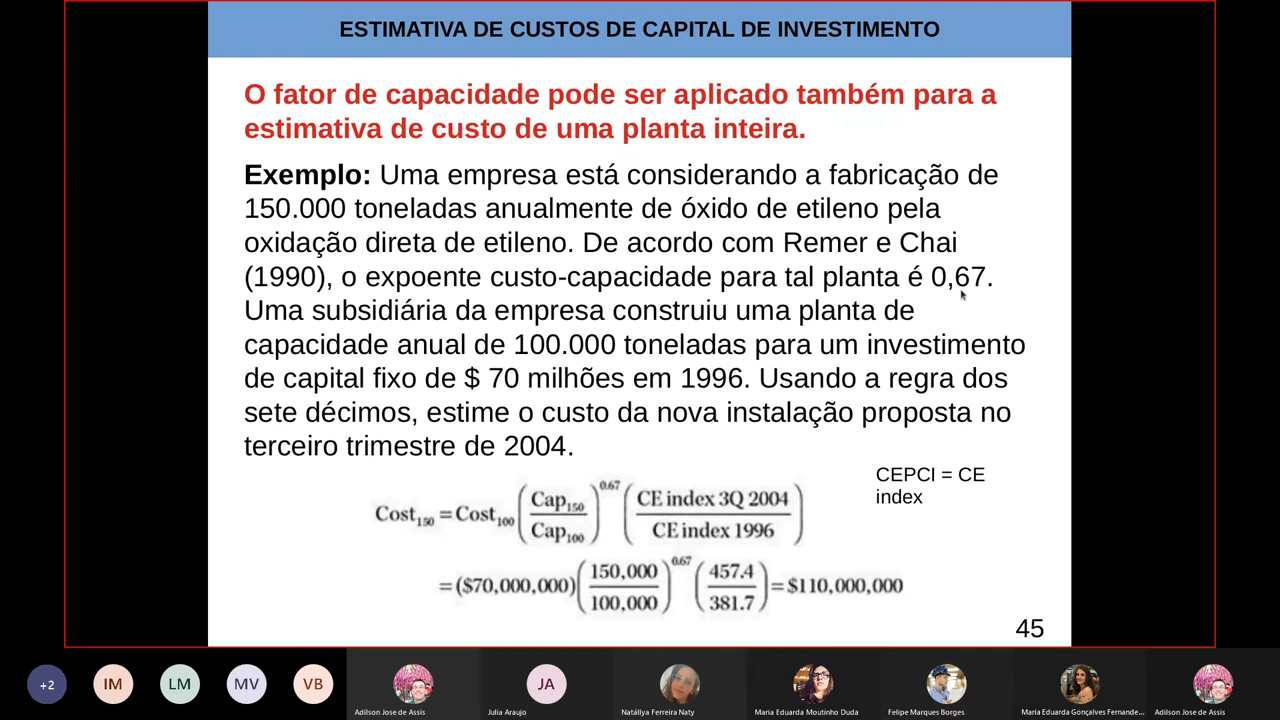 ESTIMATIVA DE CUSTOS DE CAPITAL DE INVESTIMENTO
O fator de capacidade pode ser aplicado também para a
estimativa de custo de uma planta inteira.
Exemplo: Uma empresa está considerando a fabricação de
150.000 toneladas anualmente de óxido de etileno pela
oxidação direta de etileno. De acordo com Remer e Chai
(1990), o expoente custo-capacidade para tal planta é 0,67.
Uma subsidiária da empresa construiu uma planta de
capacidade anual de 100.000 toneladas para um investimento
de capital fixo de $ 70 milhões em 1996. Usando a regra dos
sete décimos, estime o custo da nova instalação proposta no
terceiro trimestre de 2004.
CEPCI = CE
index
Cost₁₅₀ = Cost₁₀₀ (Cap₁₅₀ / Cap₁₀₀)^0.67 (CE index 3Q 2004 / CE index 1996)
= ($70,000,000) (150,000 / 100,000)^0.67 (457.4 / 381.7) = $110,000,000
45
+2 IM LM MV VB JA
Adilson Jose de Assis Julia Araujo Natállya Ferreira Naty Maria Eduarda Moutinho Duda Felipe Marques Borges Maria Eduarda Gonçalves Fernande... Adilson Jose de Assis